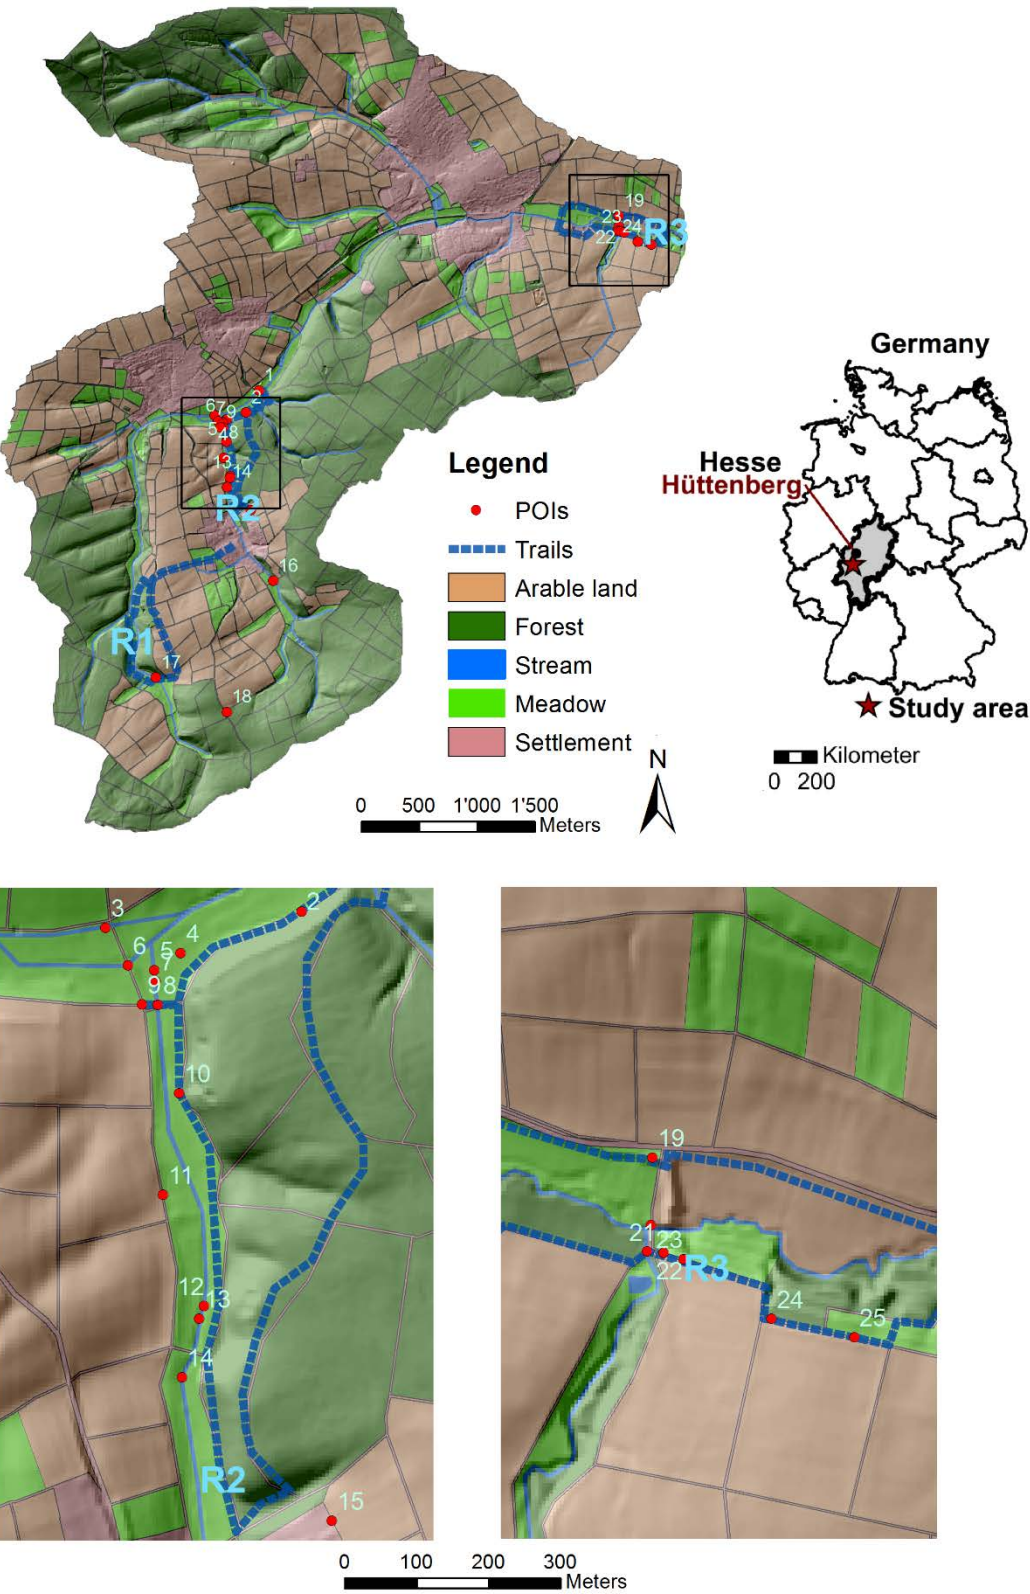 19
23
24
R3
22
1
2
6
7
9
5
4
8
13
14
R2
16
R1
17
18
Legend
POIs
Trails
Arable land
Forest
Stream
Meadow
Settlement
0 500 1'000 1'500
Meters
N
Germany
Hesse
Hüttenberg
Study area
Kilometer
0 200
3
2
4
5
6
7
9
8
10
11
12
13
14
R2
15
19
21
23
22
R3
24
25
0 100 200 300
Meters